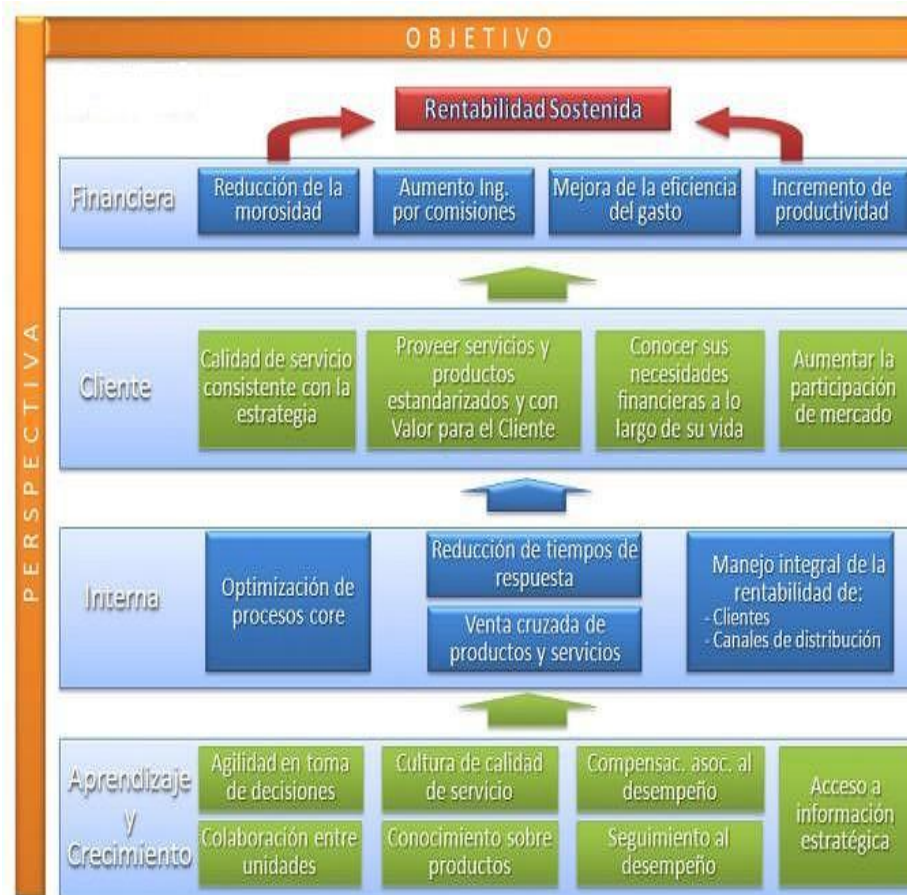 OBJETIVO
PERSPECTIVA
Rentabilidad Sostenida
Financiera
Reducción de la
morosidad
Aumento Ing.
por comisiones
Mejora de la eficiencia
del gasto
Incremento de
productividad
Cliente
Calidad de servicio
consistente con la
estrategia
Proveer servicios y
productos
estandarizados y con
Valor para el Cliente
Conocer sus
necesidades
financieras a lo
largo de su vida
Aumentar la
participación
de mercado
Interna
Optimización de
procesos core
Reducción de tiempos de
respuesta
Venta cruzada de
productos y servicios
Manejo integral de la
rentabilidad de:
- Clientes
- Canales de distribución
Aprendizaje
y
Crecimiento
Agilidad en toma
de decisiones
Cultura de calidad
de servicio
Compensac. asoc. al
desempeño
Acceso a
información
estratégica
Colaboración entre
unidades
Conocimiento sobre
productos
Seguimiento al
desempeño